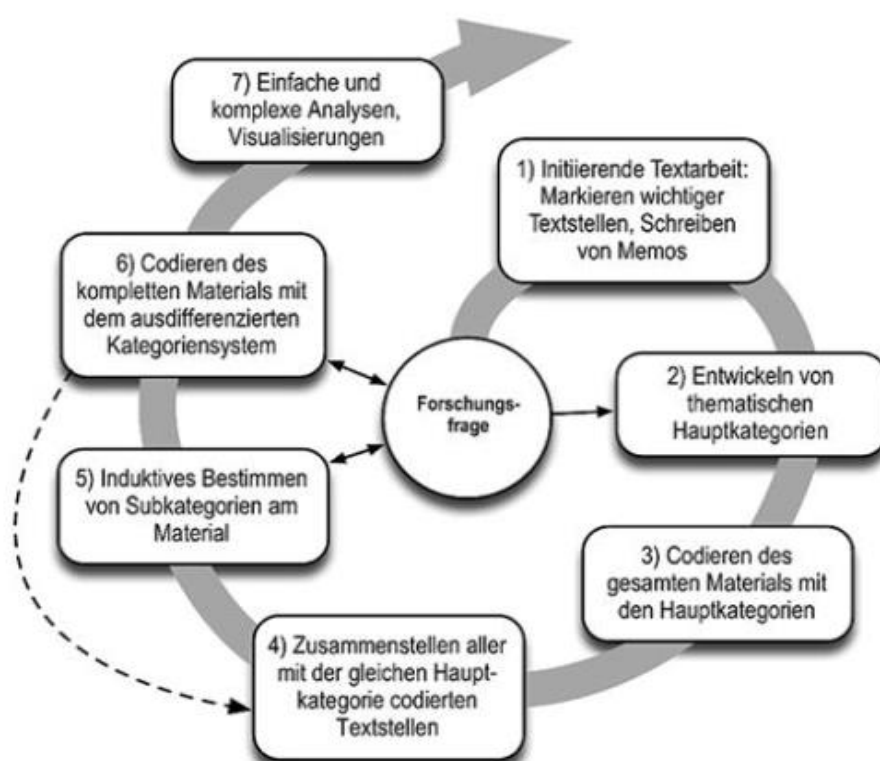 7) Einfache und
komplexe Analysen,
Visualisierungen
1) Initiierende Textarbeit:
Markieren wichtiger
Textstellen, Schreiben
von Memos
6) Codieren des
kompletten Materials mit
dem ausdifferenzierten
Kategoriensystem
Forschungs-
frage
2) Entwickeln von
thematischen
Hauptkategorien
5) Induktives Bestimmen
von Subkategorien am
Material
3) Codieren des
gesamten Materials mit
den Hauptkategorien
4) Zusammenstellen aller
mit der gleichen Haupt-
kategorie codierten
Textstellen